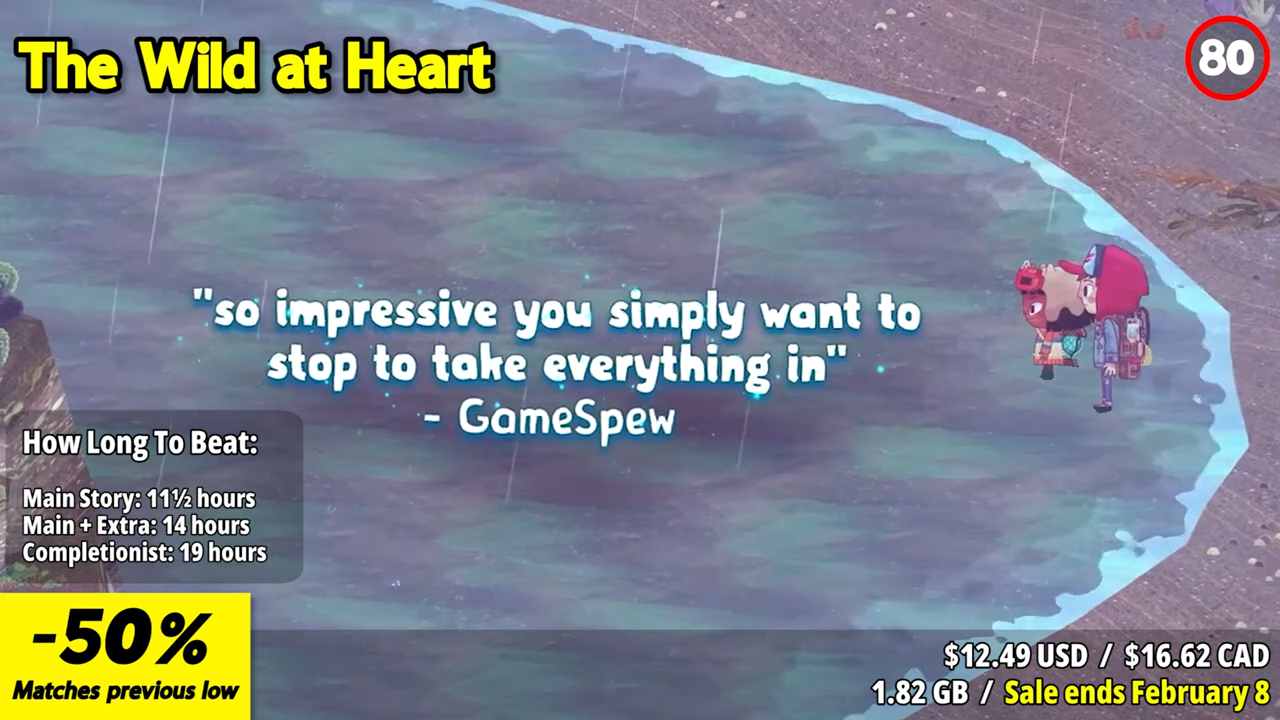 The Wild at Heart
80
"so impressive you simply want to
stop to take everything in"
- GameSpew
How Long To Beat:
Main Story: 11½ hours
Main + Extra: 14 hours
Completionist: 19 hours
-50%
Matches previous low
$12.49 USD / $16.62 CAD
1.82 GB / Sale ends February 8